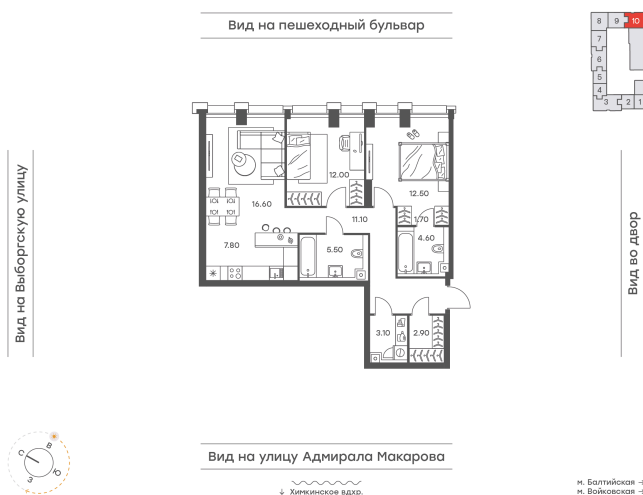 Вид на пешеходный бульвар
8 9 10
7
6
5
4
3 2 1
Вид на Выборгскую улицу
Вид во двор
12.00
12.50
16.60
11.10
1.70
7.80
5.50
4.60
3.10
2.90
Вид на улицу Адмирала Макарова
↓ Химкинское вдхр.
С
В
З
Ю
м. Балтийская
м. Войковская